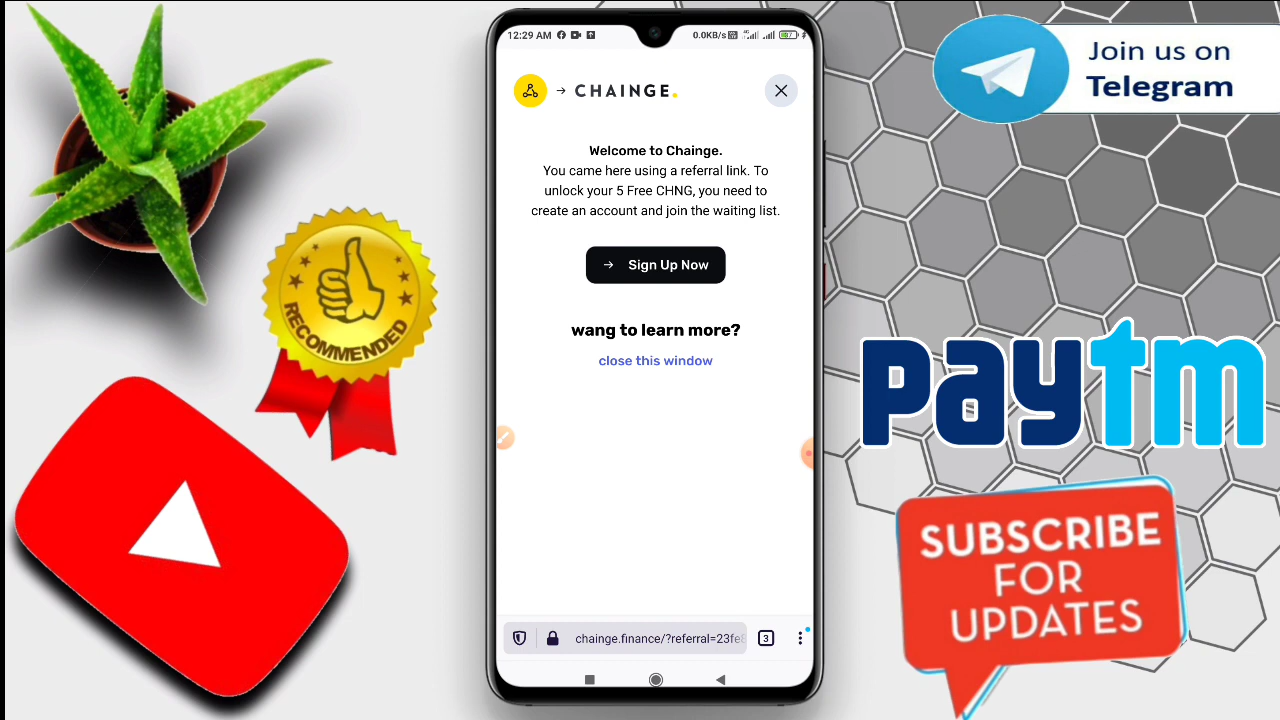 12:29 AM
0.0KB/s
4G
67
CHAINGE.
Welcome to Chainge.
You came here using a referral link. To
unlock your 5 Free CHNG, you need to
create an account and join the waiting list.
→ Sign Up Now
wang to learn more?
close this window
chainge.finance/?referral=23fe
3
RECOMMENDED
Join us on
Telegram
paytm
SUBSCRIBE
FOR
UPDATES